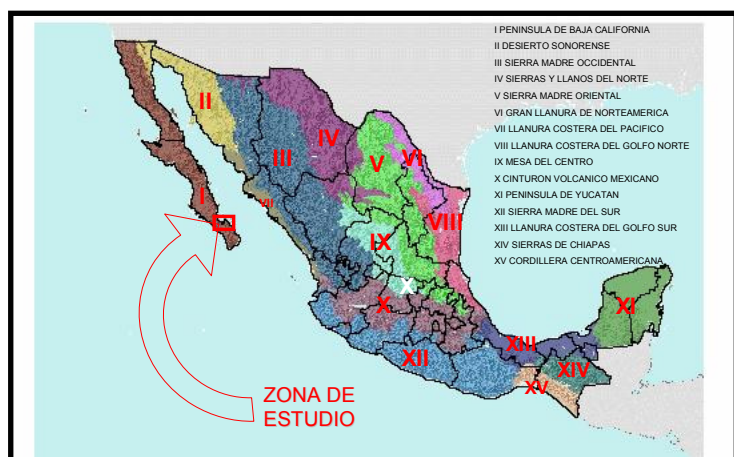 I PENINSULA DE BAJA CALIFORNIA
II DESIERTO SONORENSE
III SIERRA MADRE OCCIDENTAL
IV SIERRAS Y LLANOS DEL NORTE
V SIERRA MADRE ORIENTAL
VI GRAN LLANURA DE NORTEAMERICA
VII LLANURA COSTERA DEL PACIFICO
VIII LLANURA COSTERA DEL GOLFO NORTE
IX MESA DEL CENTRO
X CINTURON VOLCANICO MEXICANO
XI PENINSULA DE YUCATAN
XII SIERRA MADRE DEL SUR
XIII LLANURA COSTERA DEL GOLFO SUR
XIV SIERRAS DE CHIAPAS
XV CORDILLERA CENTROAMERICANA
II
IV
III
V
VI
I
VII
VIII
IX
X
X
XI
XII
XIII
XIV
XV
ZONA DE
ESTUDIO